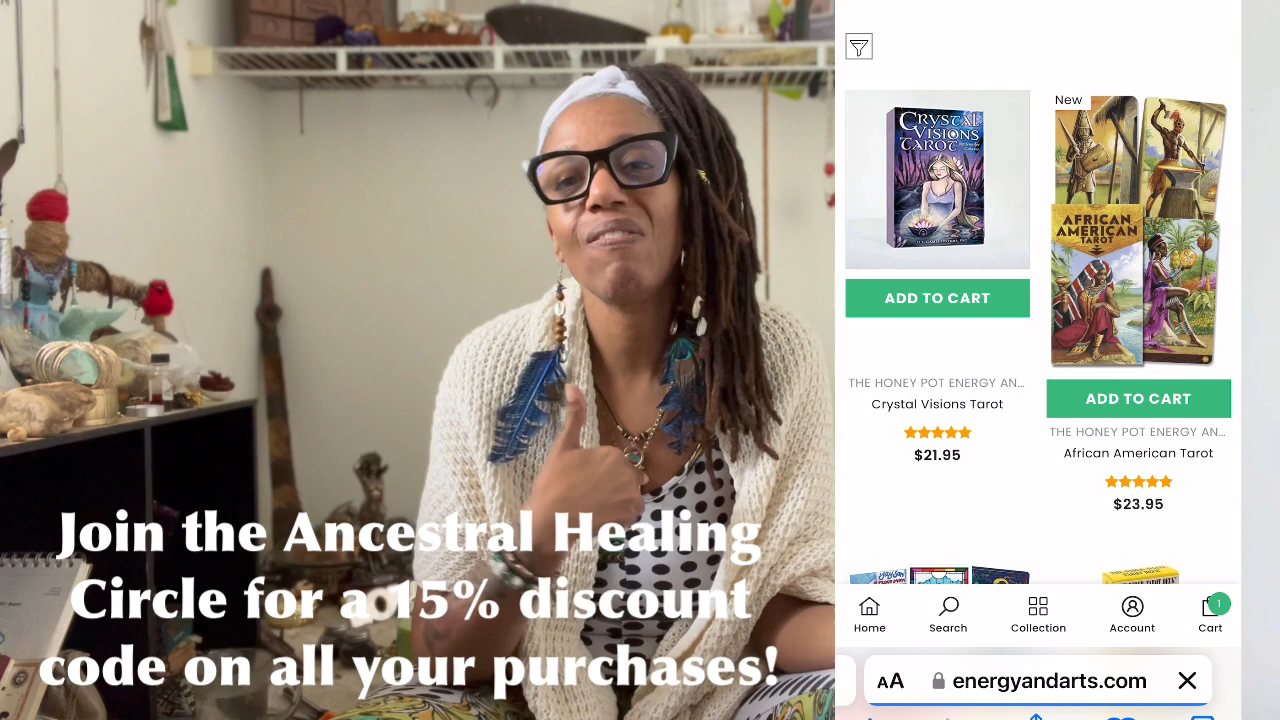 Join the Ancestral Healing
Circle for a 15% discount
code on all your purchases!
CRYSTAL
VISIONS
TAROT
ADD TO CART
THE HONEY POT ENERGY AN...
Crystal Visions Tarot
$21.95
New
AFRICAN
AMERICAN
TAROT
ADD TO CART
THE HONEY POT ENERGY AN...
African American Tarot
$23.95
Home
Search
Collection
Account
1
Cart
AA
energyandarts.com